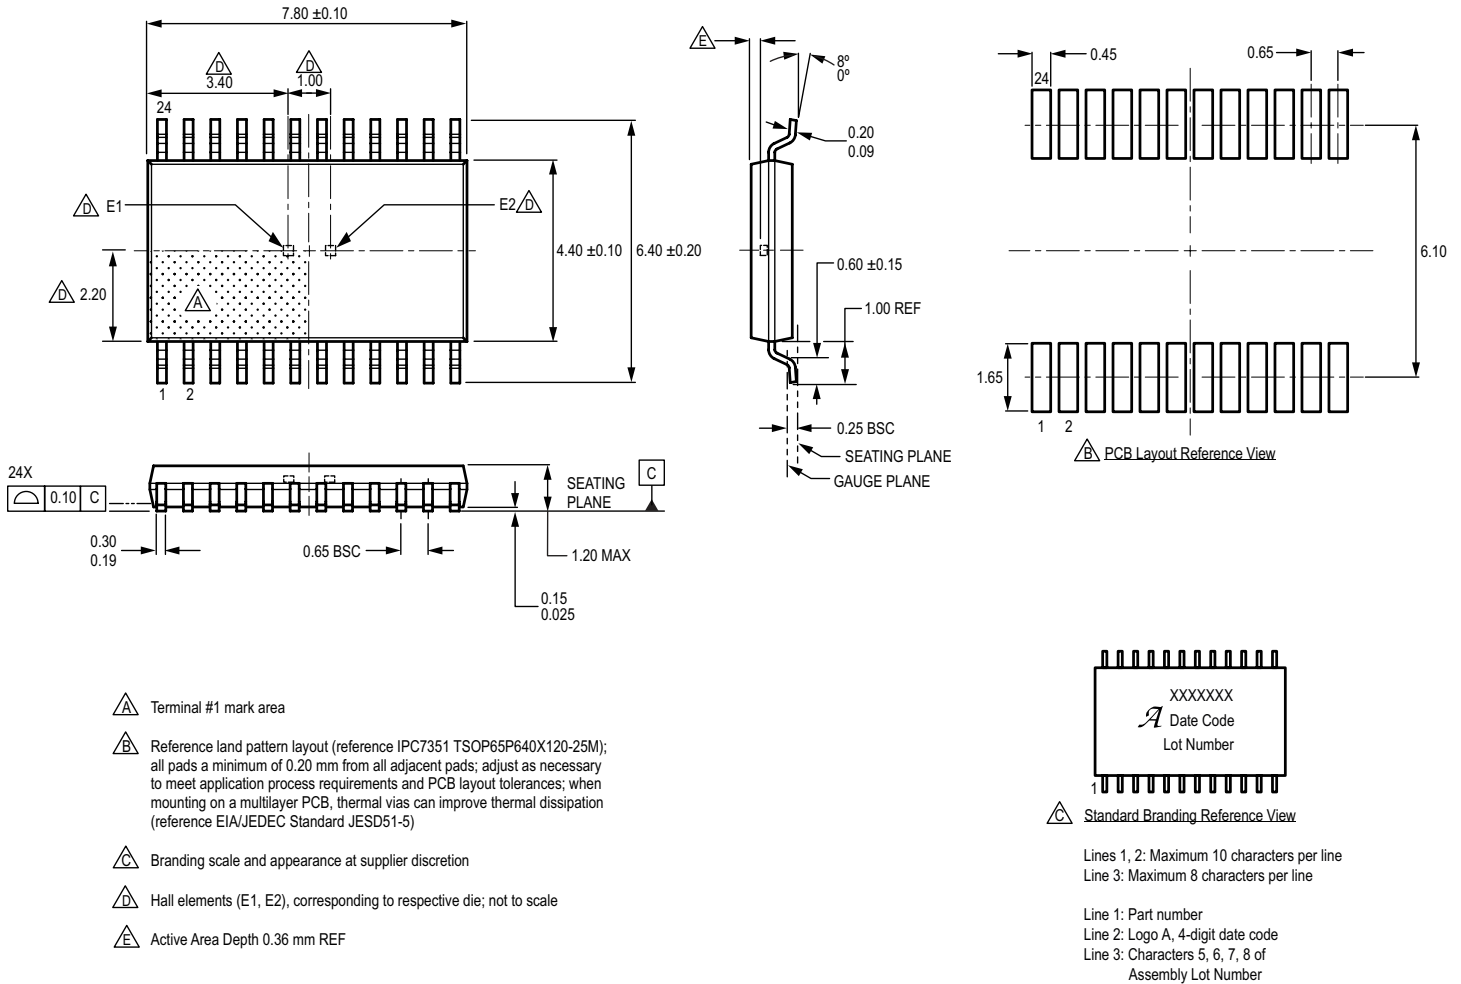 7.80 ±0.10
D
3.40
D
1.00
24
D E1
E2 D
D 2.20
A
4.40 ±0.10
6.40 ±0.20
1 2
E
8º
0º
0.20
0.09
0.60 ±0.15
1.00 REF
0.25 BSC
SEATING PLANE
GAUGE PLANE
24
0.45
0.65
6.10
1.65
1 2
B PCB Layout Reference View
24X
0.10 C
0.30
0.19
0.65 BSC
SEATING
PLANE
C
1.20 MAX
0.15
0.025
A Terminal #1 mark area
B Reference land pattern layout (reference IPC7351 TSOP65P640X120-25M);
all pads a minimum of 0.20 mm from all adjacent pads; adjust as necessary
to meet application process requirements and PCB layout tolerances; when
mounting on a multilayer PCB, thermal vias can improve thermal dissipation
(reference EIA/JEDEC Standard JESD51-5)
C Branding scale and appearance at supplier discretion
D Hall elements (E1, E2), corresponding to respective die; not to scale
E Active Area Depth 0.36 mm REF
XXXXXXX
A Date Code
Lot Number
1
C Standard Branding Reference View
Lines 1, 2: Maximum 10 characters per line
Line 3: Maximum 8 characters per line
Line 1: Part number
Line 2: Logo A, 4-digit date code
Line 3: Characters 5, 6, 7, 8 of
Assembly Lot Number